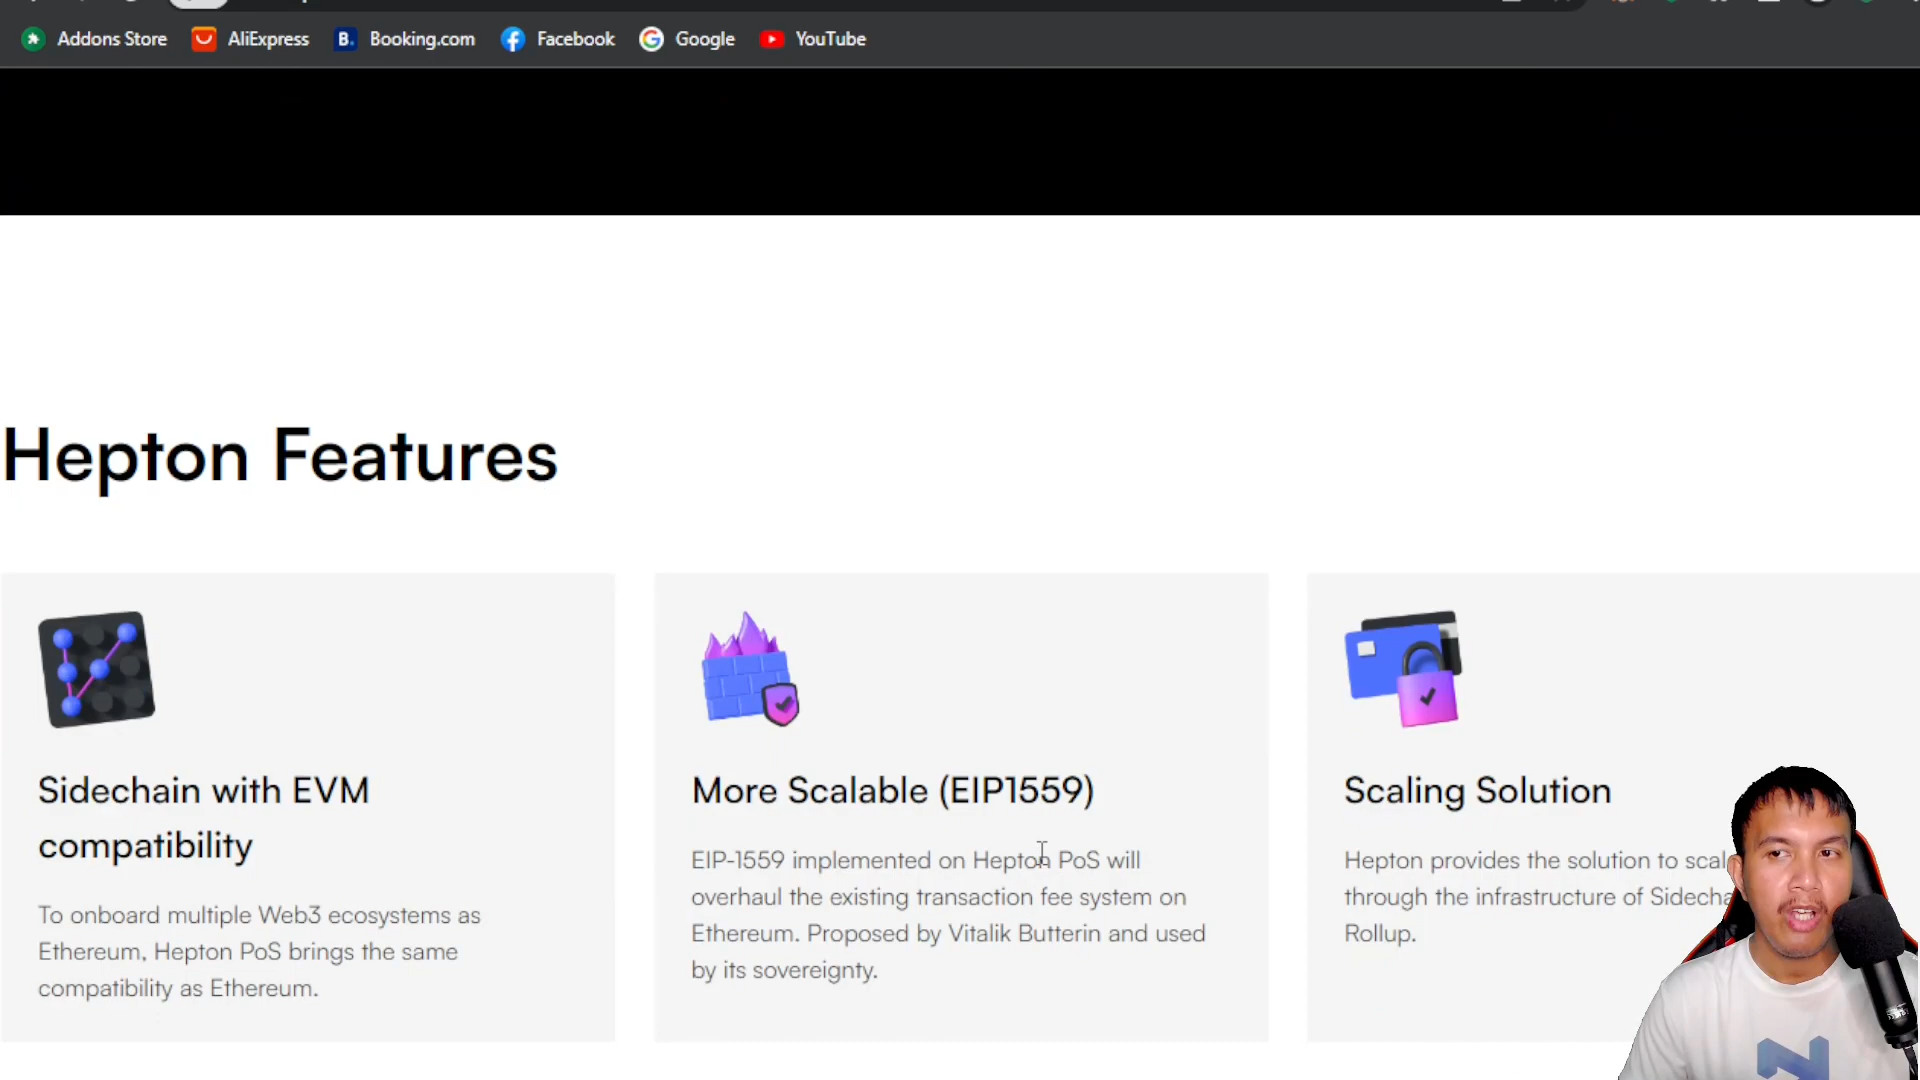 Addons Store AliExpress B. Booking.com Facebook Google YouTube
Hepton Features
Sidechain with EVM
compatibility
To onboard multiple Web3 ecosystems as
Ethereum, Hepton PoS brings the same
compatibility as Ethereum.
More Scalable (EIP1559)
EIP-1559 implemented on Hepton PoS will
overhaul the existing transaction fee system on
Ethereum. Proposed by Vitalik Butterin and used
by its sovereignty.
Scaling Solution
Hepton provides the solution to scal
through the infrastructure of Sidecha
Rollup.